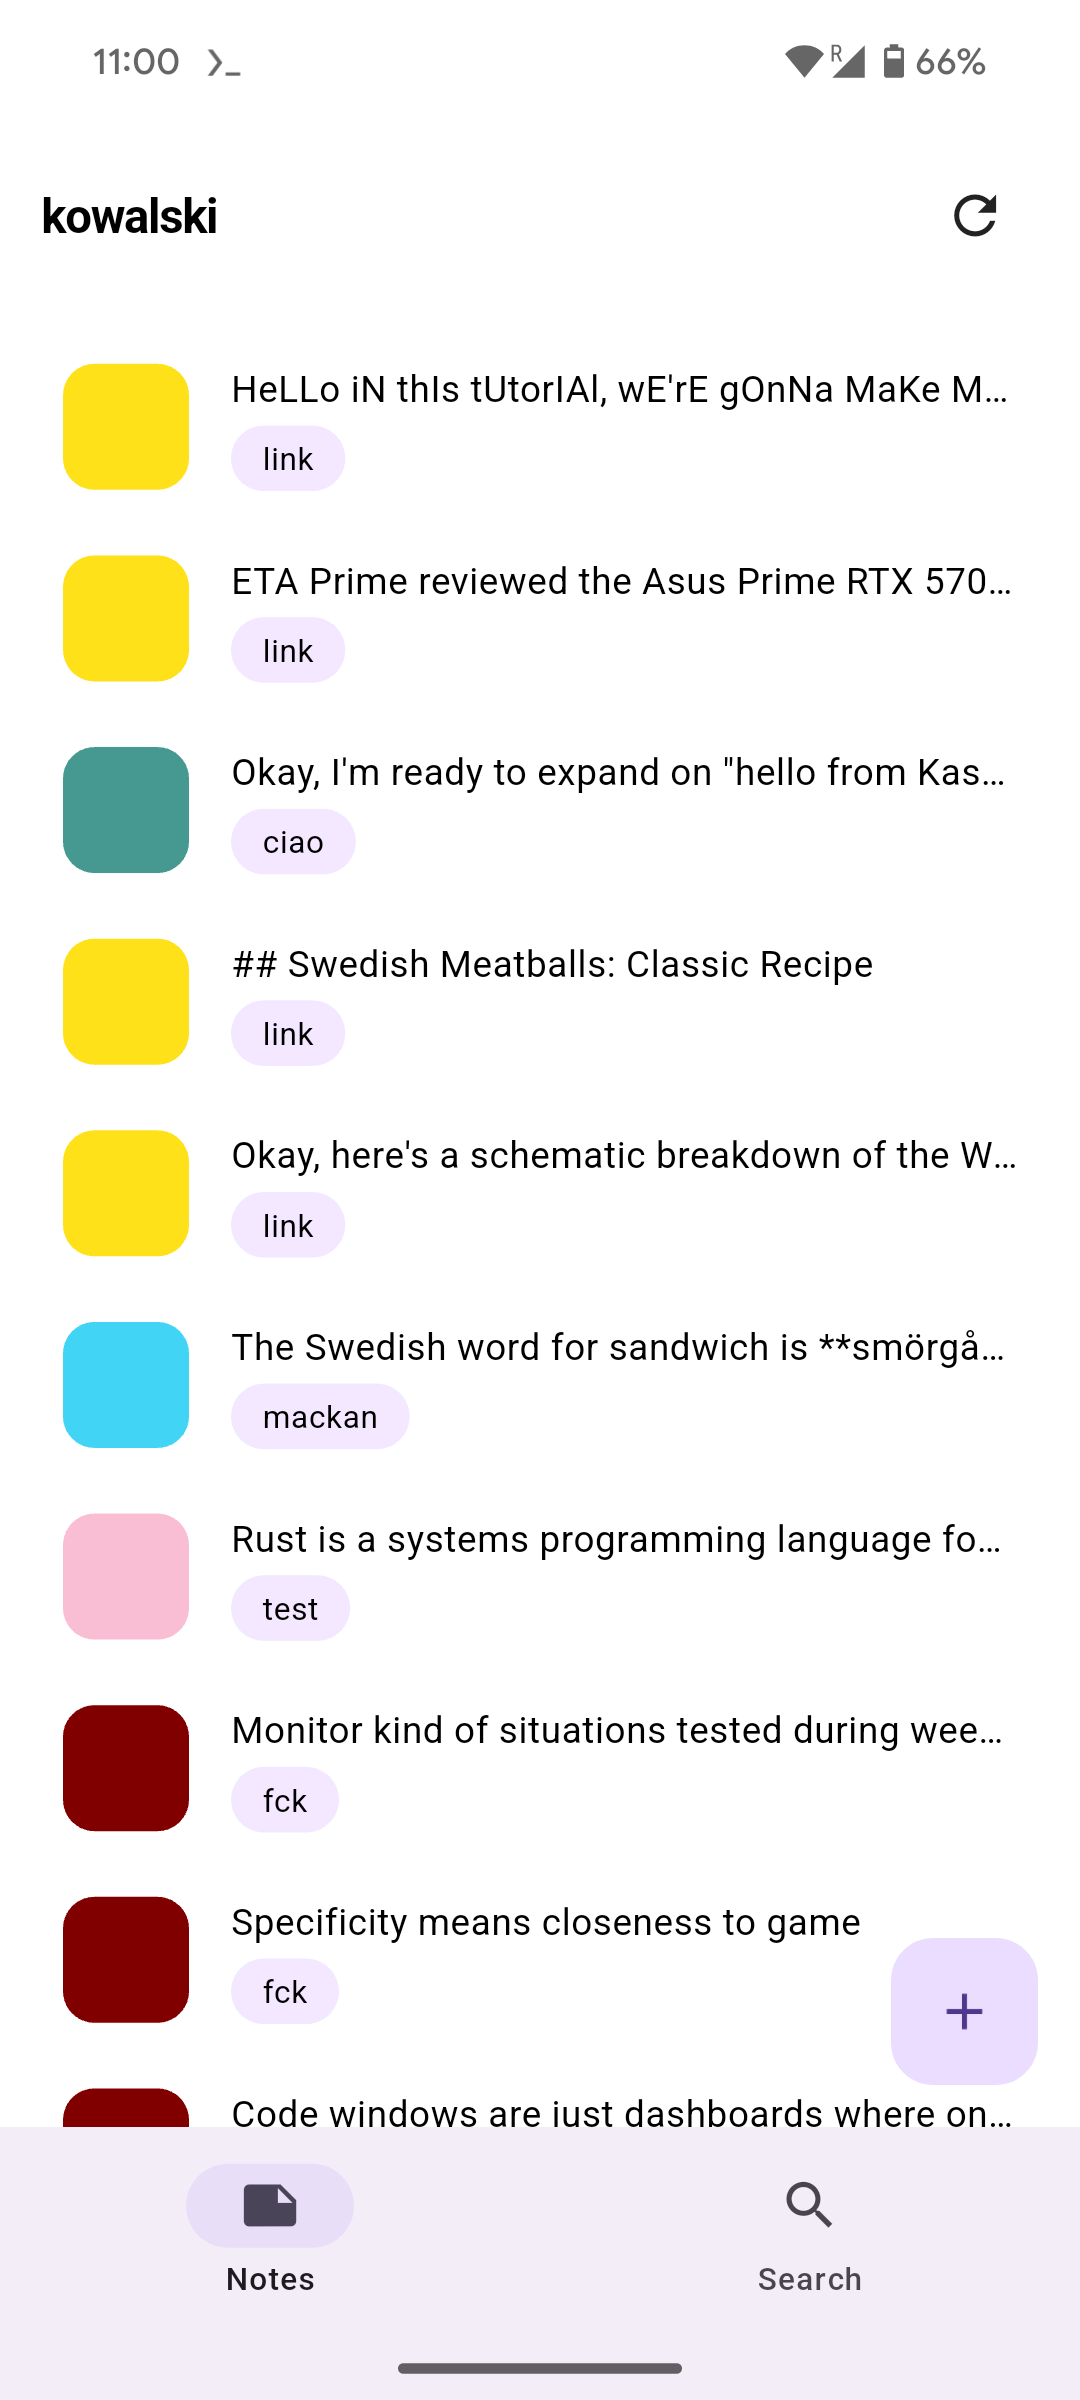 11:00
R 66%
kowalski
HeLLo iN thIs tUtorIAl, wE'rE gOnNa MaKe M…
link
ETA Prime reviewed the Asus Prime RTX 570…
link
Okay, I'm ready to expand on "hello from Kas…
ciao
## Swedish Meatballs: Classic Recipe
link
Okay, here's a schematic breakdown of the W…
link
The Swedish word for sandwich is **smörgå…
mackan
Rust is a systems programming language fo…
test
Monitor kind of situations tested during wee…
fck
Specificity means closeness to game
fck
Code windows are just dashboards where on…
Notes
Search